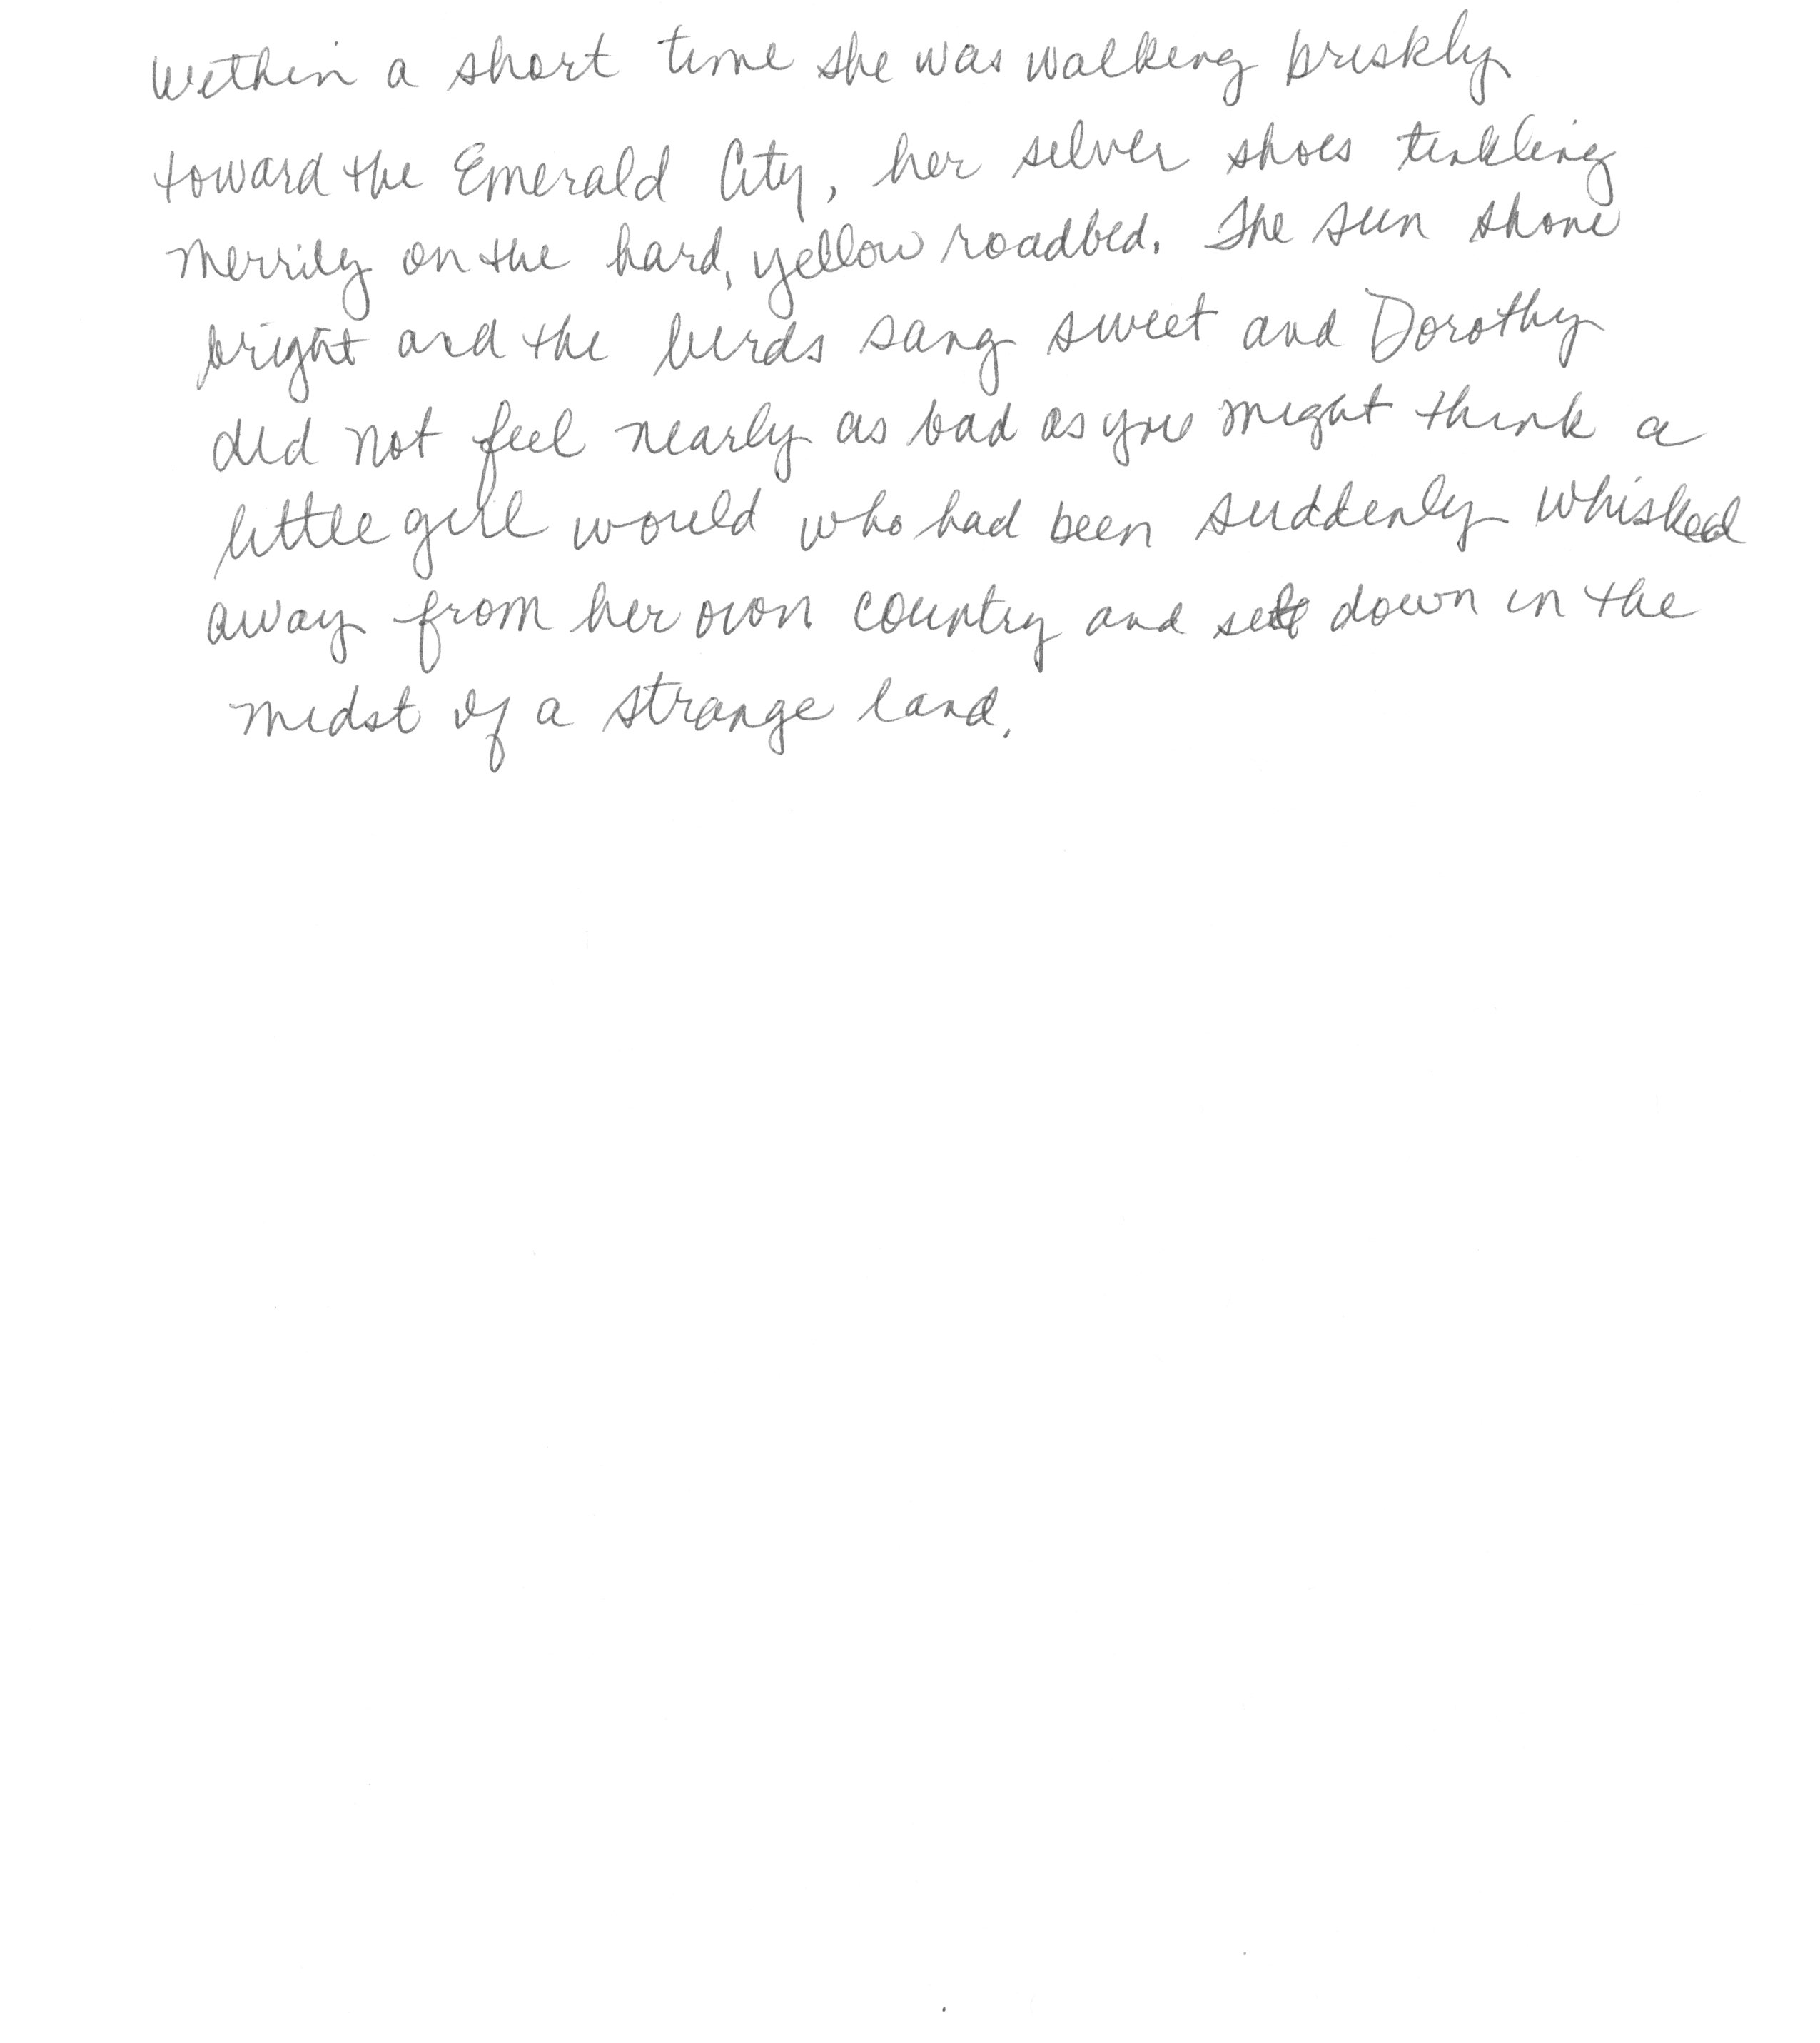 Within a short time she was walking briskly
toward the Emerald City, her silver shoes tinkling
merrily on the hard, yellow roadbed. The sun shone
bright and the birds sang sweet and Dorothy
did not feel nearly as bad as you might think a
little girl would who had been suddenly whisked
away from her own country and set down in the
midst of a strange land.